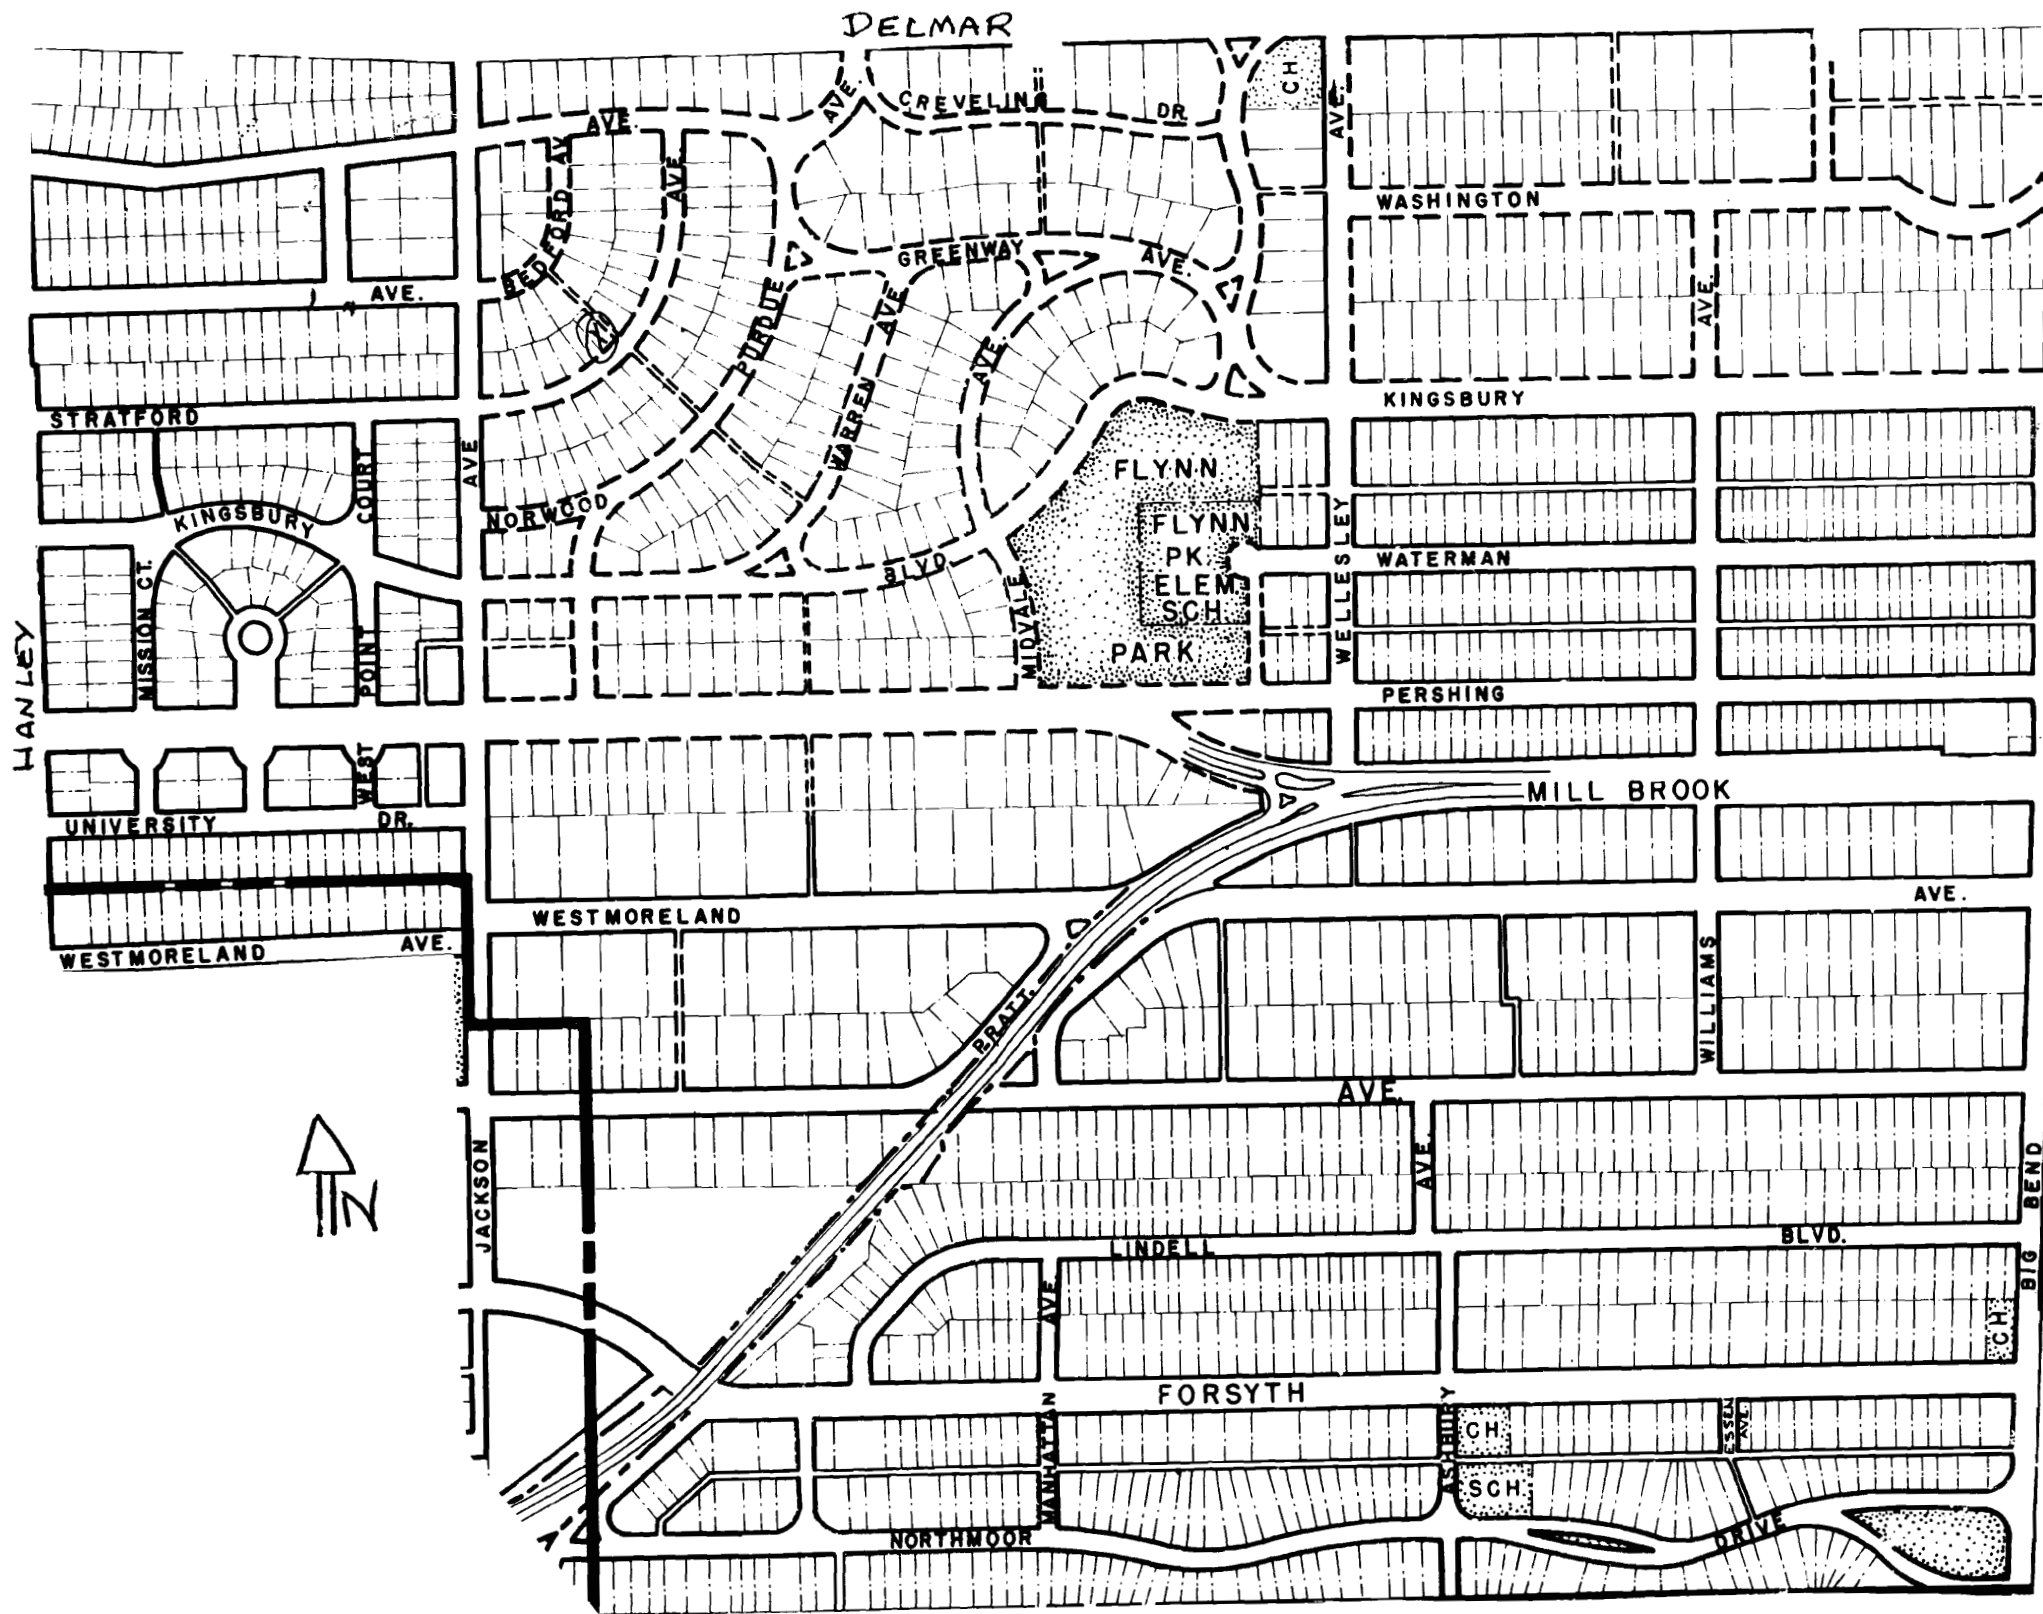 DELMAR
CREVELING
DR.
AVE.
CH
AVE.
AVE.
BEDFORD AV
AVE.
WASHINGTON
GREENWAY
AVE.
AVE.
AVE.
PURDUE
WARREN AVE
AVE.
KINGSBURY
STRATFORD
COURT
AVE
FLYNN
NORWOOD
KINGSBURY
FLYNN
PK.
ELEM.
SCH
PARK
WELLESLEY
WATERMAN
BLVD.
MIDVALE
HANLEY
MISSION CT.
POINT
WEST
PERSHING
UNIVERSITY
DR.
MILL BROOK
WESTMORELAND
AVE.
WESTMORELAND
AVE.
PRATT
WILLIAMS
AVE.
N
JACKSON
AVE.
BIG BEND
BIG
LINDELL
BLVD.
AVE.
CH
FORSYTH
MANHATTAN
ASHBURY
CH
ESSEN
AVE.
SCH
NORTHMOOR
DRIVE